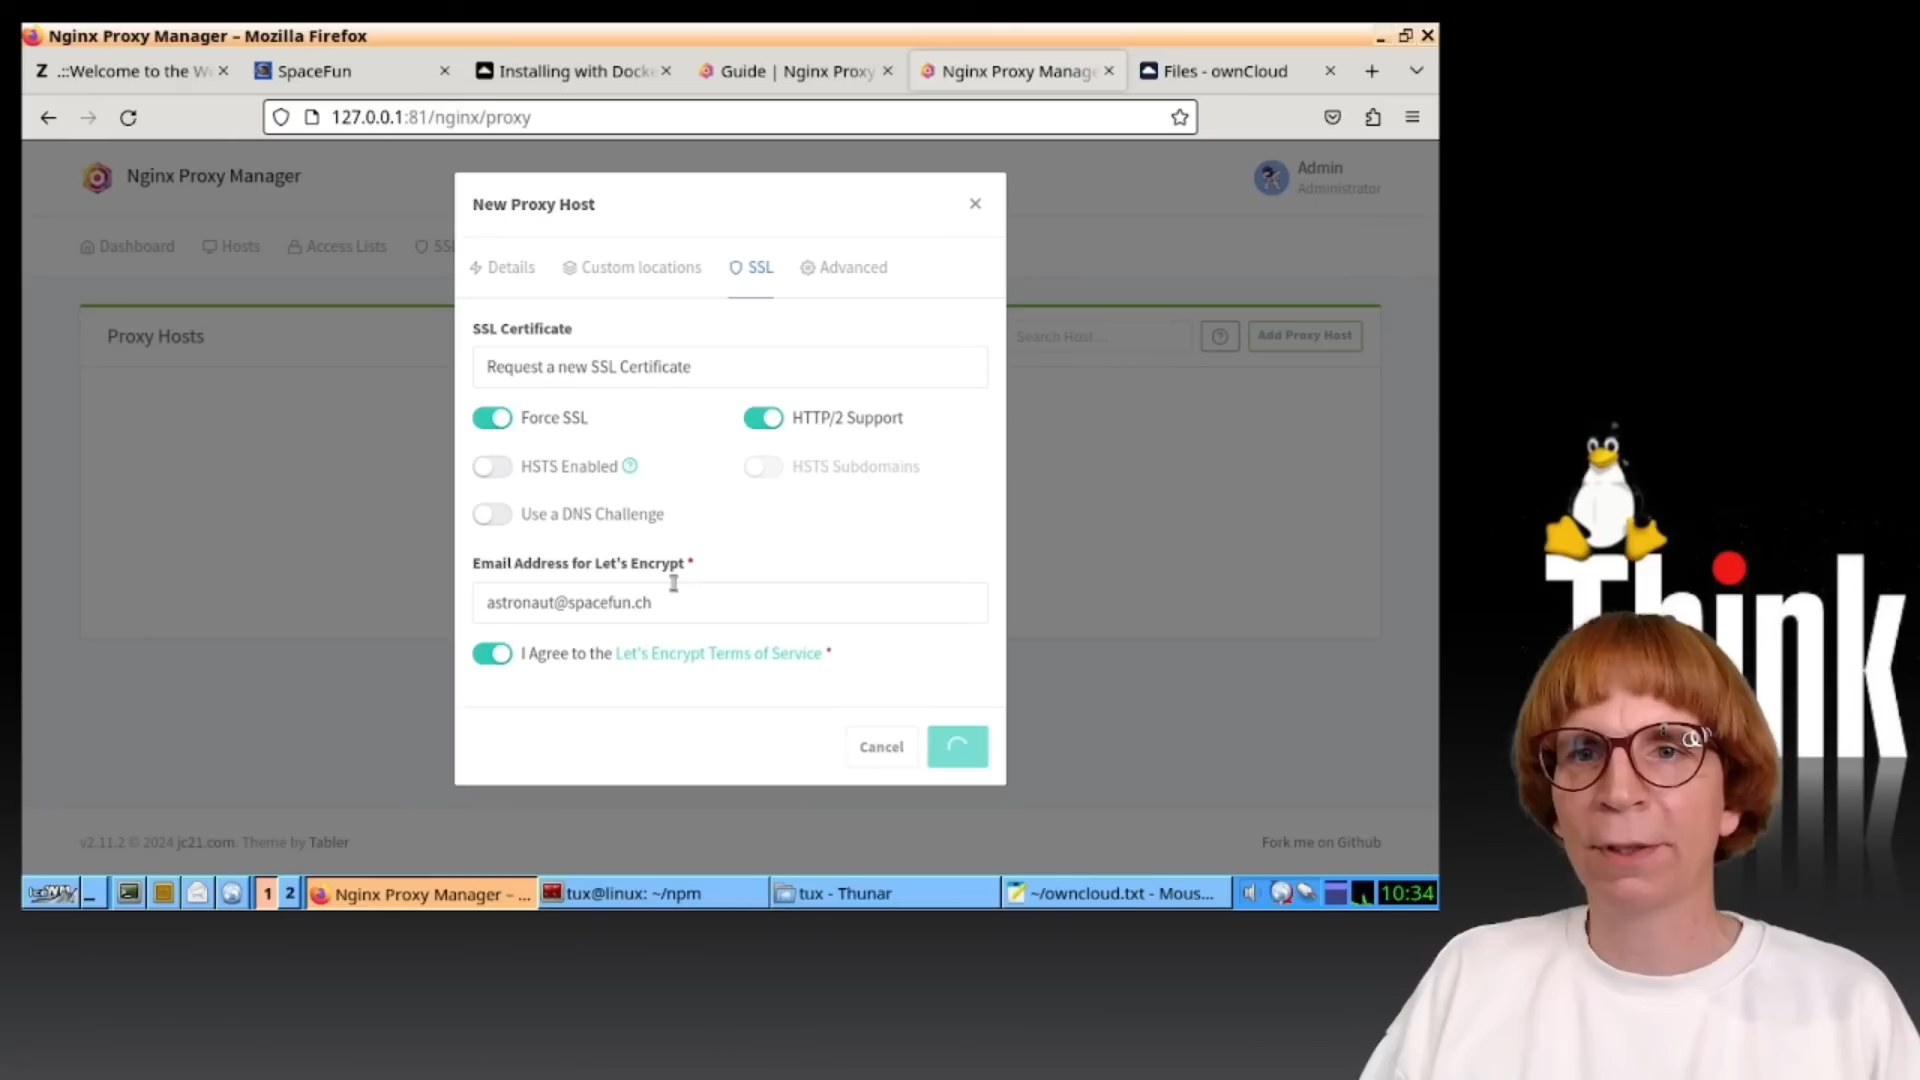 Nginx Proxy Manager – Mozilla Firefox
Z .::Welcome to the W
SpaceFun
Installing with Docke
Guide | Nginx Proxy
Nginx Proxy Manage
Files - ownCloud
127.0.0.1:81/nginx/proxy
Nginx Proxy Manager
Admin
Administrator
Dashboard
Hosts
Access Lists
SSL
New Proxy Host
Details
Custom locations
SSL
Advanced
Proxy Hosts
Search Host...
Add Proxy Host
SSL Certificate
Request a new SSL Certificate
Force SSL
HTTP/2 Support
HSTS Enabled
HSTS Subdomains
Use a DNS Challenge
Email Address for Let's Encrypt *
astronaut@spacefun.ch
I Agree to the Let's Encrypt Terms of Service *
Cancel
v2.11.2 © 2024 jc21.com. Theme by Tabler
Fork me on Github
IceWM
1
2
Nginx Proxy Manager – ...
tux@linux: ~/npm
tux - Thunar
~/owncloud.txt - Mous...
10:34
Think